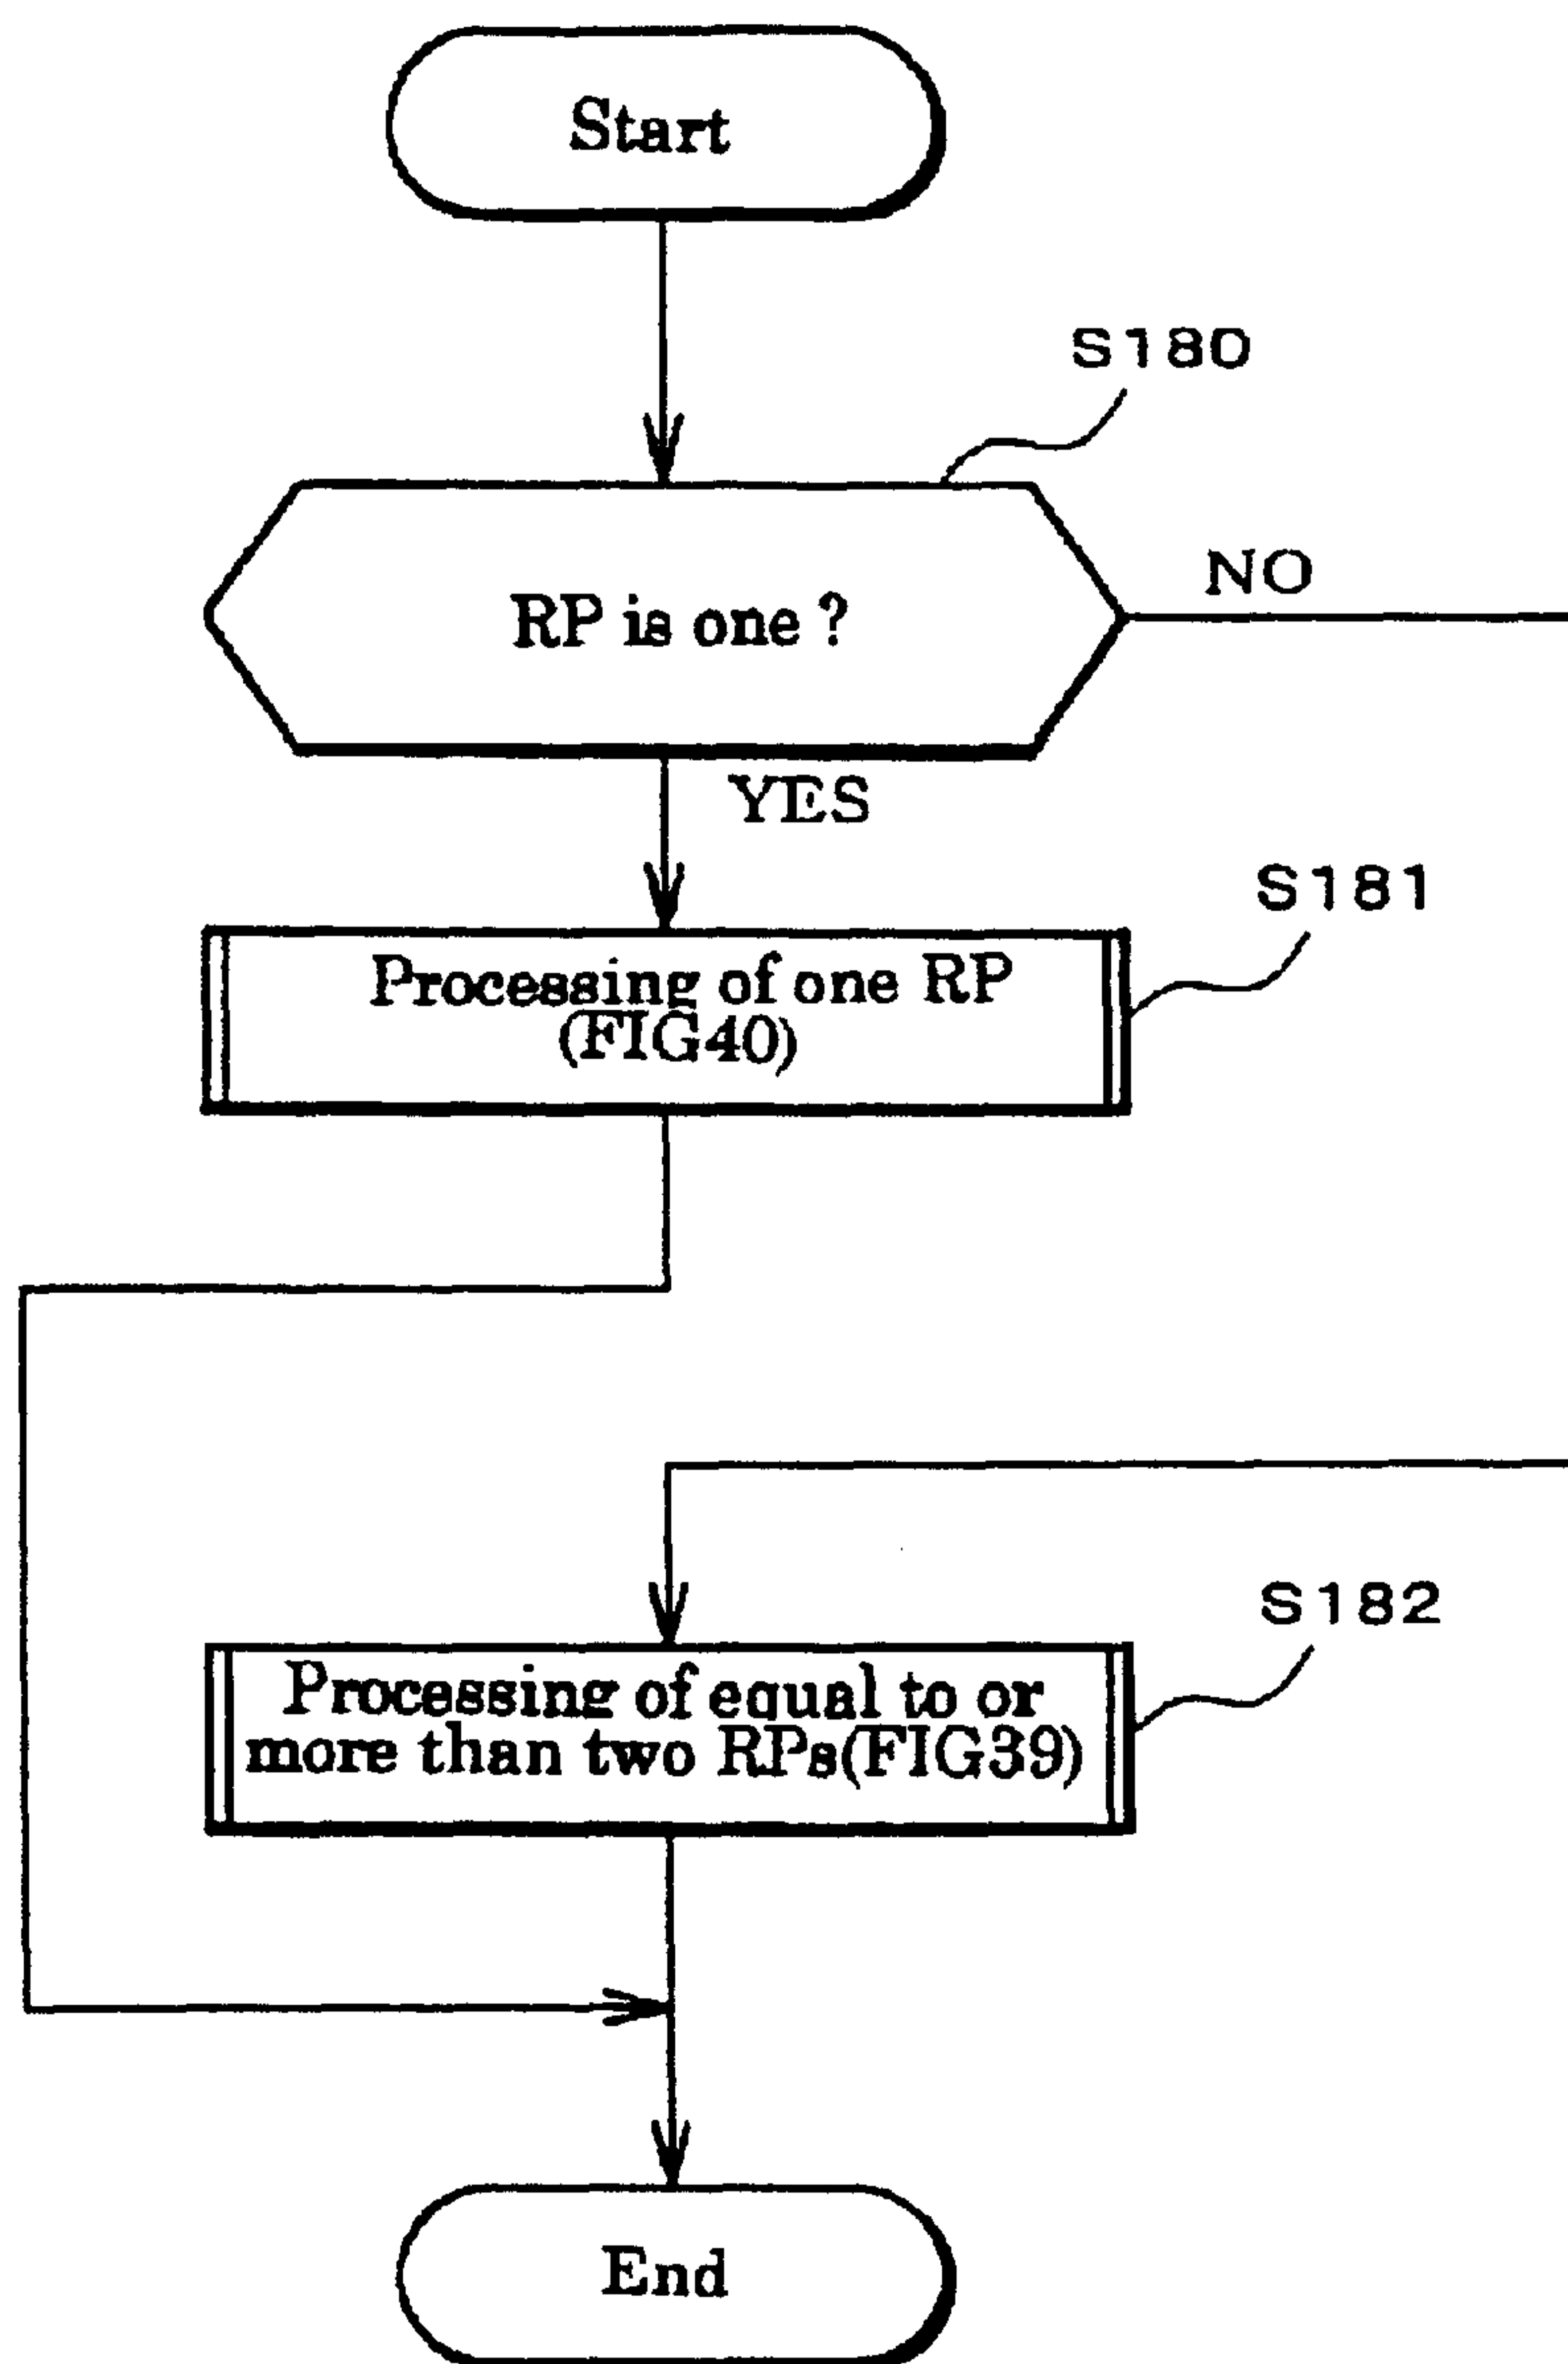 Start
S180
RP is one ?
NO
YES
S181
Processing of one RP
(FIG40)
S182
Processing of equal to or
more than two RPs(FIG39)
End